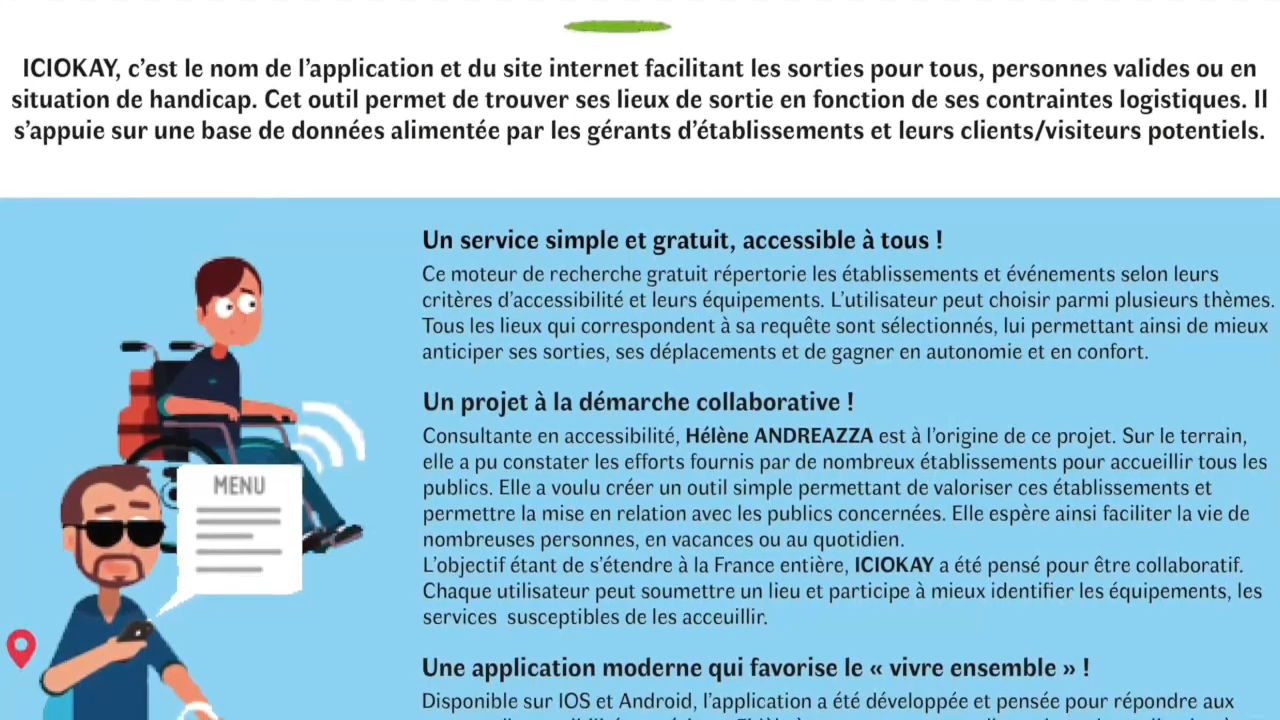 ICIOKAY, c’est le nom de l’application et du site internet facilitant les sorties pour tous, personnes valides ou en
situation de handicap. Cet outil permet de trouver ses lieux de sortie en fonction de ses contraintes logistiques. Il
s’appuie sur une base de données alimentée par les gérants d’établissements et leurs clients/visiteurs potentiels.
Un service simple et gratuit, accessible à tous !
Ce moteur de recherche gratuit répertorie les établissements et événements selon leurs
critères d’accessibilité et leurs équipements. L’utilisateur peut choisir parmi plusieurs thèmes.
Tous les lieux qui correspondent à sa requête sont sélectionnés, lui permettant ainsi de mieux
anticiper ses sorties, ses déplacements et de gagner en autonomie et en confort.
Un projet à la démarche collaborative !
Consultante en accessibilité, Hélène ANDREAZZA est à l’origine de ce projet. Sur le terrain,
elle a pu constater les efforts fournis par de nombreux établissements pour accueillir tous les
publics. Elle a voulu créer un outil simple permettant de valoriser ces établissements et
permettre la mise en relation avec les publics concernées. Elle espère ainsi faciliter la vie de
nombreuses personnes, en vacances ou au quotidien.
L’objectif étant de s’étendre à la France entière, ICIOKAY a été pensé pour être collaboratif.
Chaque utilisateur peut soumettre un lieu et participe à mieux identifier les équipements, les
services susceptibles de les acceuillir.
MENU
Une application moderne qui favorise le « vivre ensemble » !
Disponible sur IOS et Android, l’application a été développée et pensée pour répondre aux